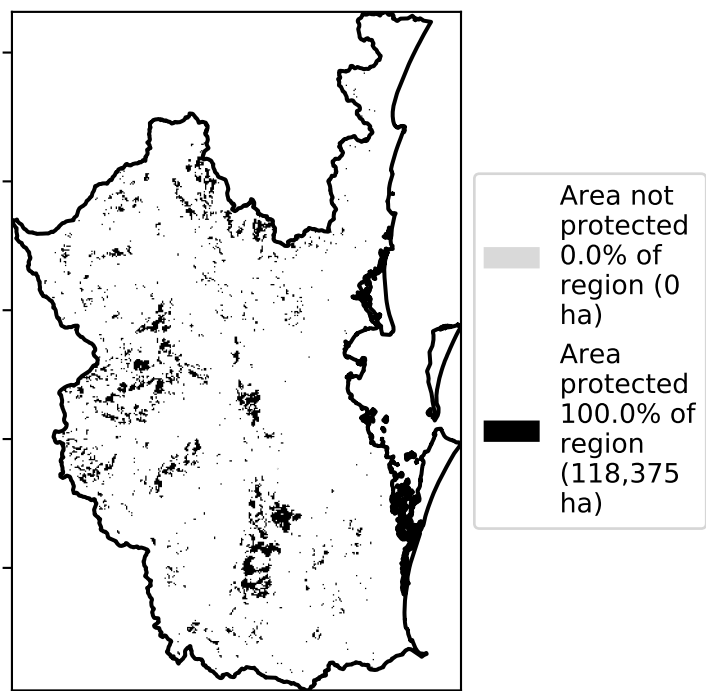 Area not
protected
0.0% of
region (0
ha)
Area
protected
100.0% of
region
(118,375
ha)